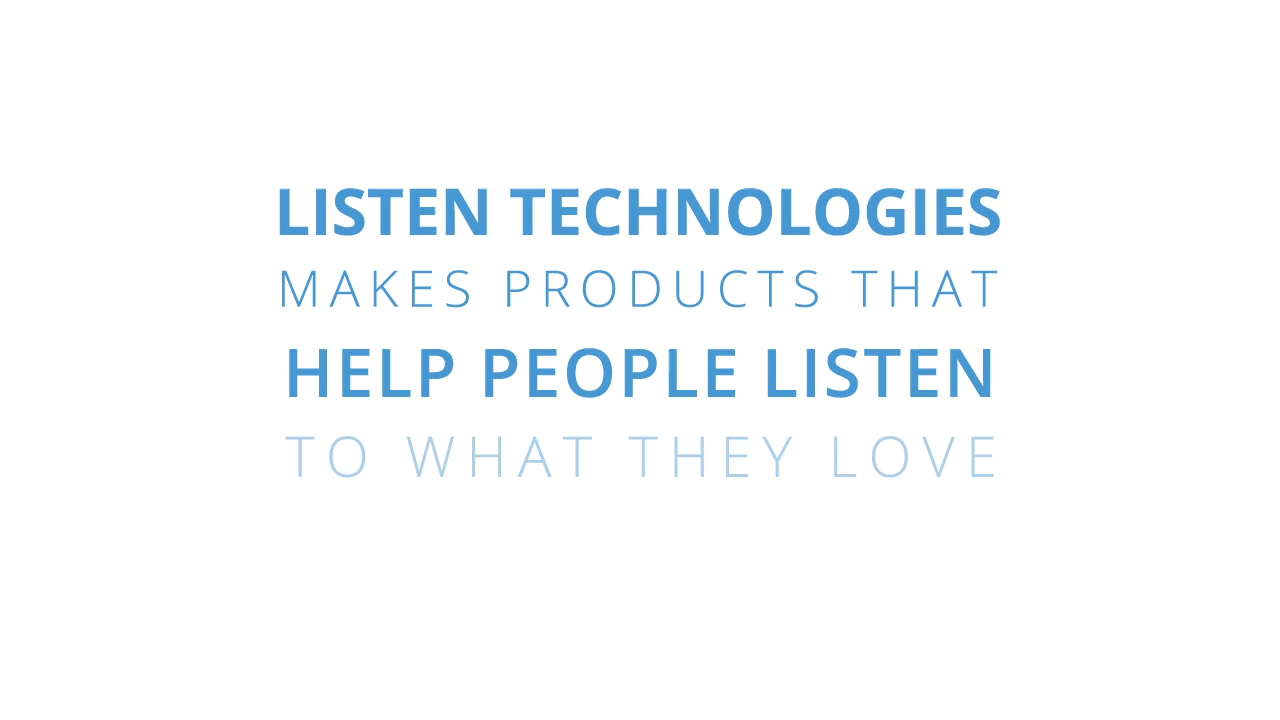 LISTEN TECHNOLOGIES
MAKES PRODUCTS THAT
HELP PEOPLE LISTEN
TO WHAT THEY LOVE